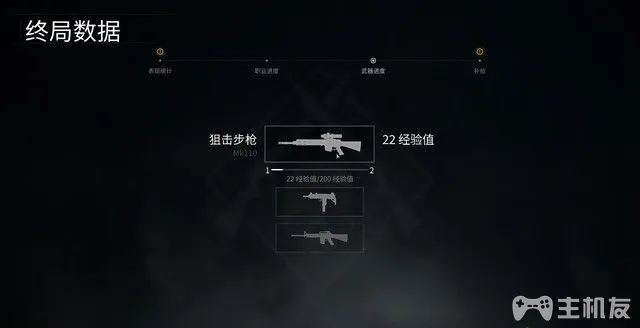 终局数据
表现统计
职业进度
武器进度
补给
狙击步枪
Mk110
22 经验值
1
2
22 经验值/200 经验值
主机友